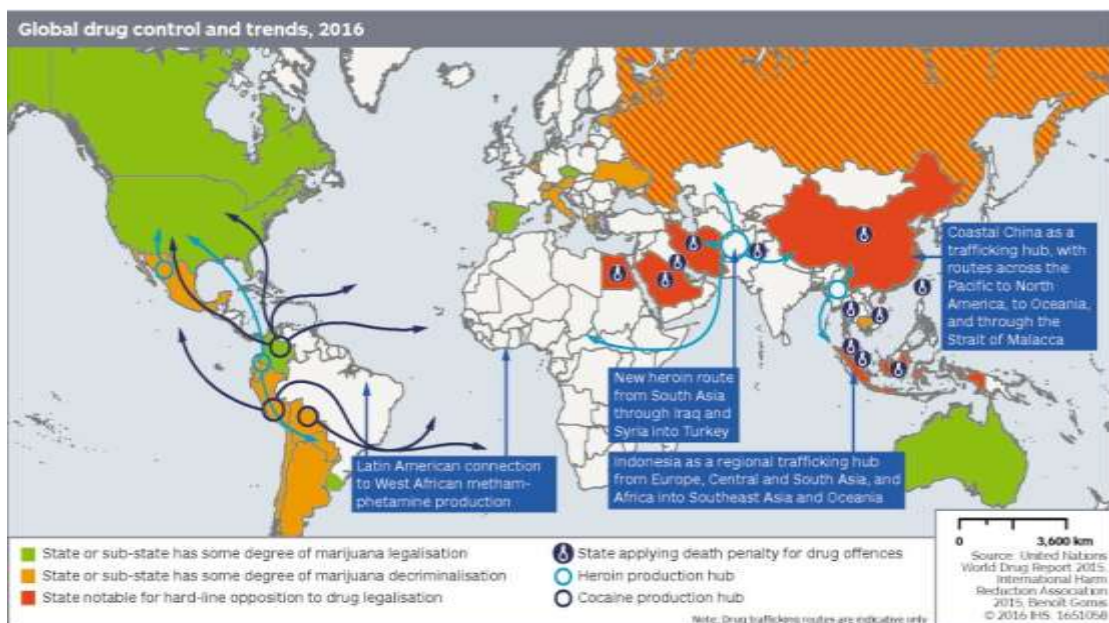 Global drug control and trends, 2016
Coastal China as a
trafficking hub, with
routes across the
Pacific to North
America, to Oceania,
and through the
Strait of Malacca
New heroin route
from South Asia
through Iraq and
Syria into Turkey
Latin American connection
to West African metham-
phetamine production
Indonesia as a regional trafficking hub
from Europe, Central and South Asia, and
Africa into Southeast Asia and Oceania
State or sub-state has some degree of marijuana legalisation
State or sub-state has some degree of marijuana decriminalisation
State notable for hard-line opposition to drug legalisation
State applying death penalty for drug offences
Heroin production hub
Cocaine production hub
Note: Drug trafficking routes are indicative only
0 3,600 km
Source: United Nations
World Drug Report 2015,
International Harm
Reduction Association
2015, Benoît Gomis
© 2016 IHS. 1651058